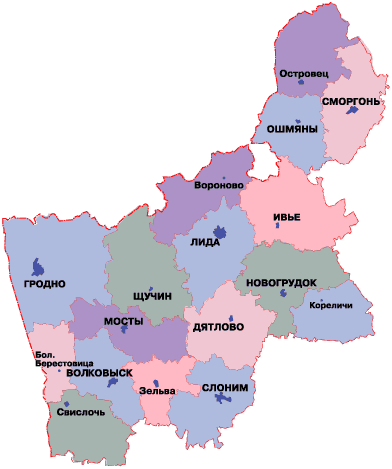 Островец
СМОРГОНЬ
ОШМЯНЫ
Вороново
ИВЬЕ
ЛИДА
ГРОДНО
ЩУЧИН
НОВОГРУДОК
Кореличи
МОСТЫ
ДЯТЛОВО
Бол.
Берестовица
ВОЛКОВЫСК
Зельва
СЛОНИМ
Свислочь